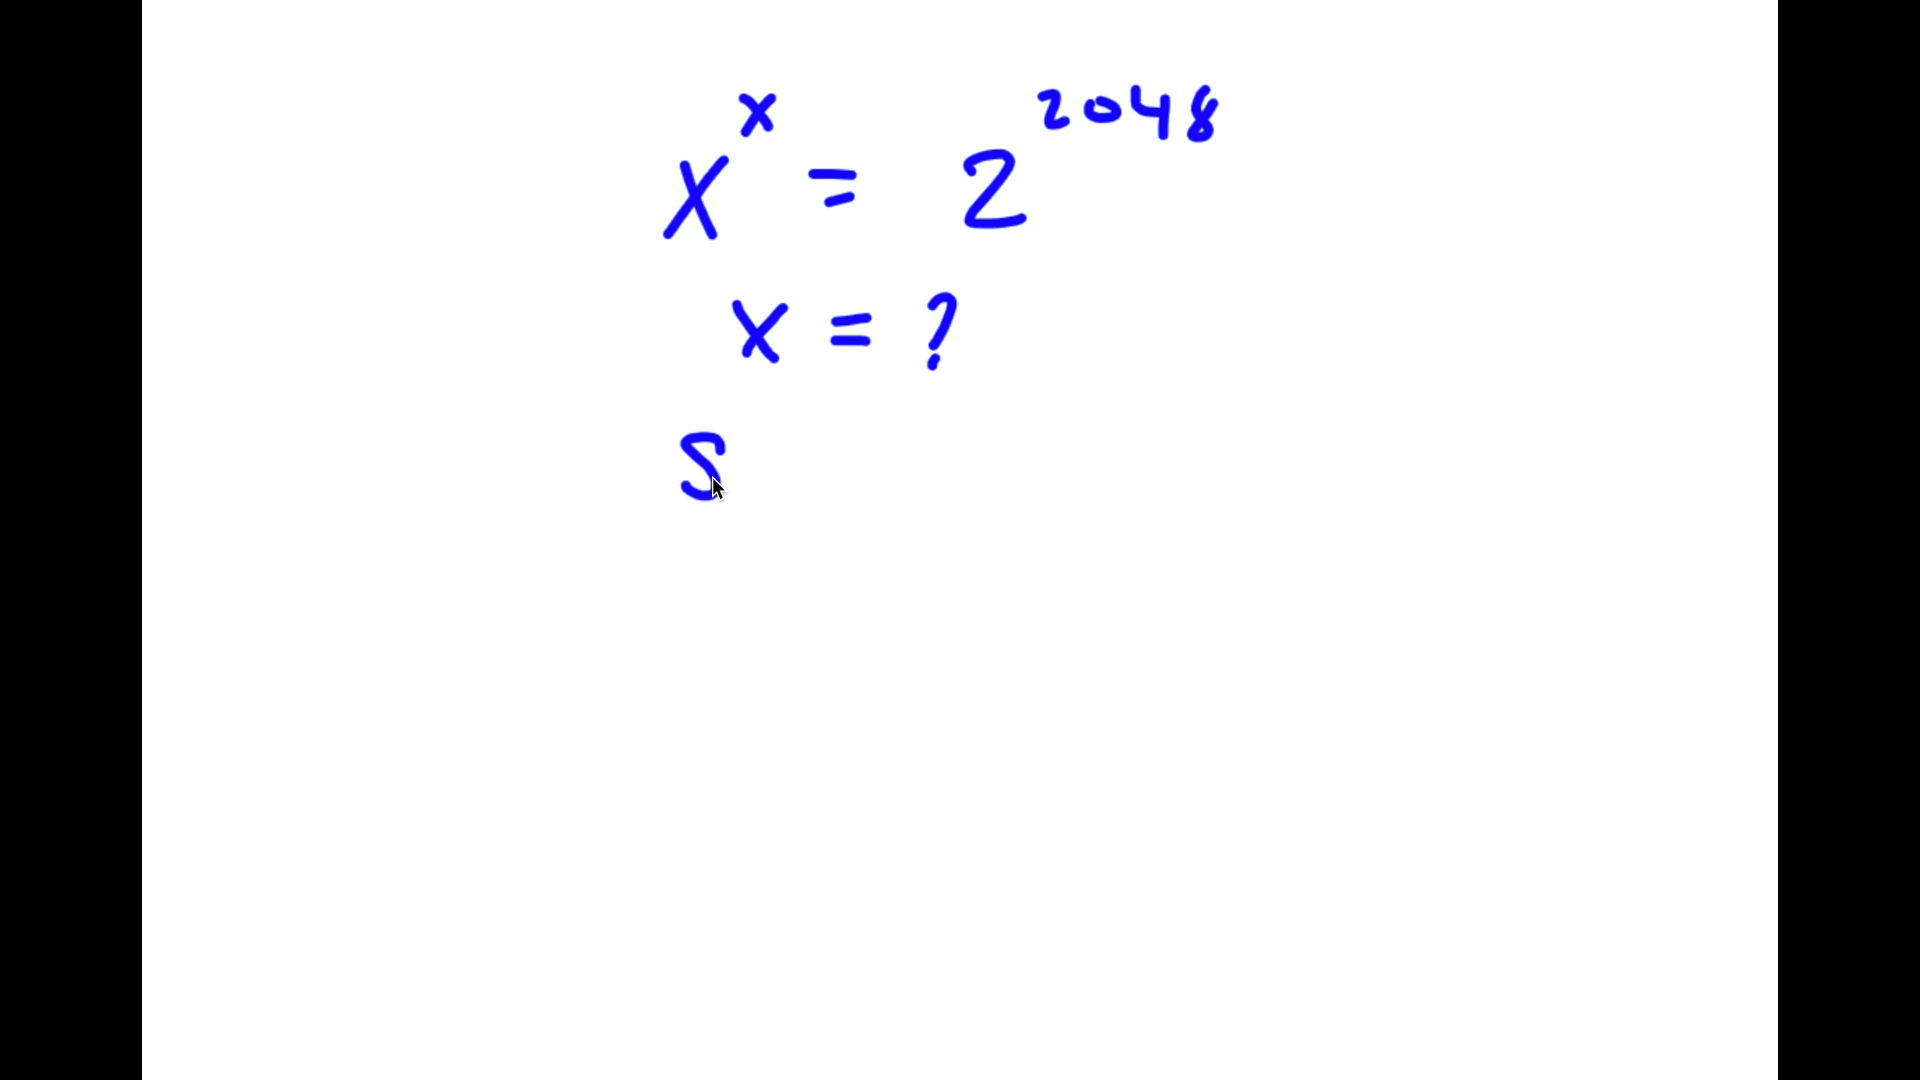 x^x = 2^2048
x = ?
S